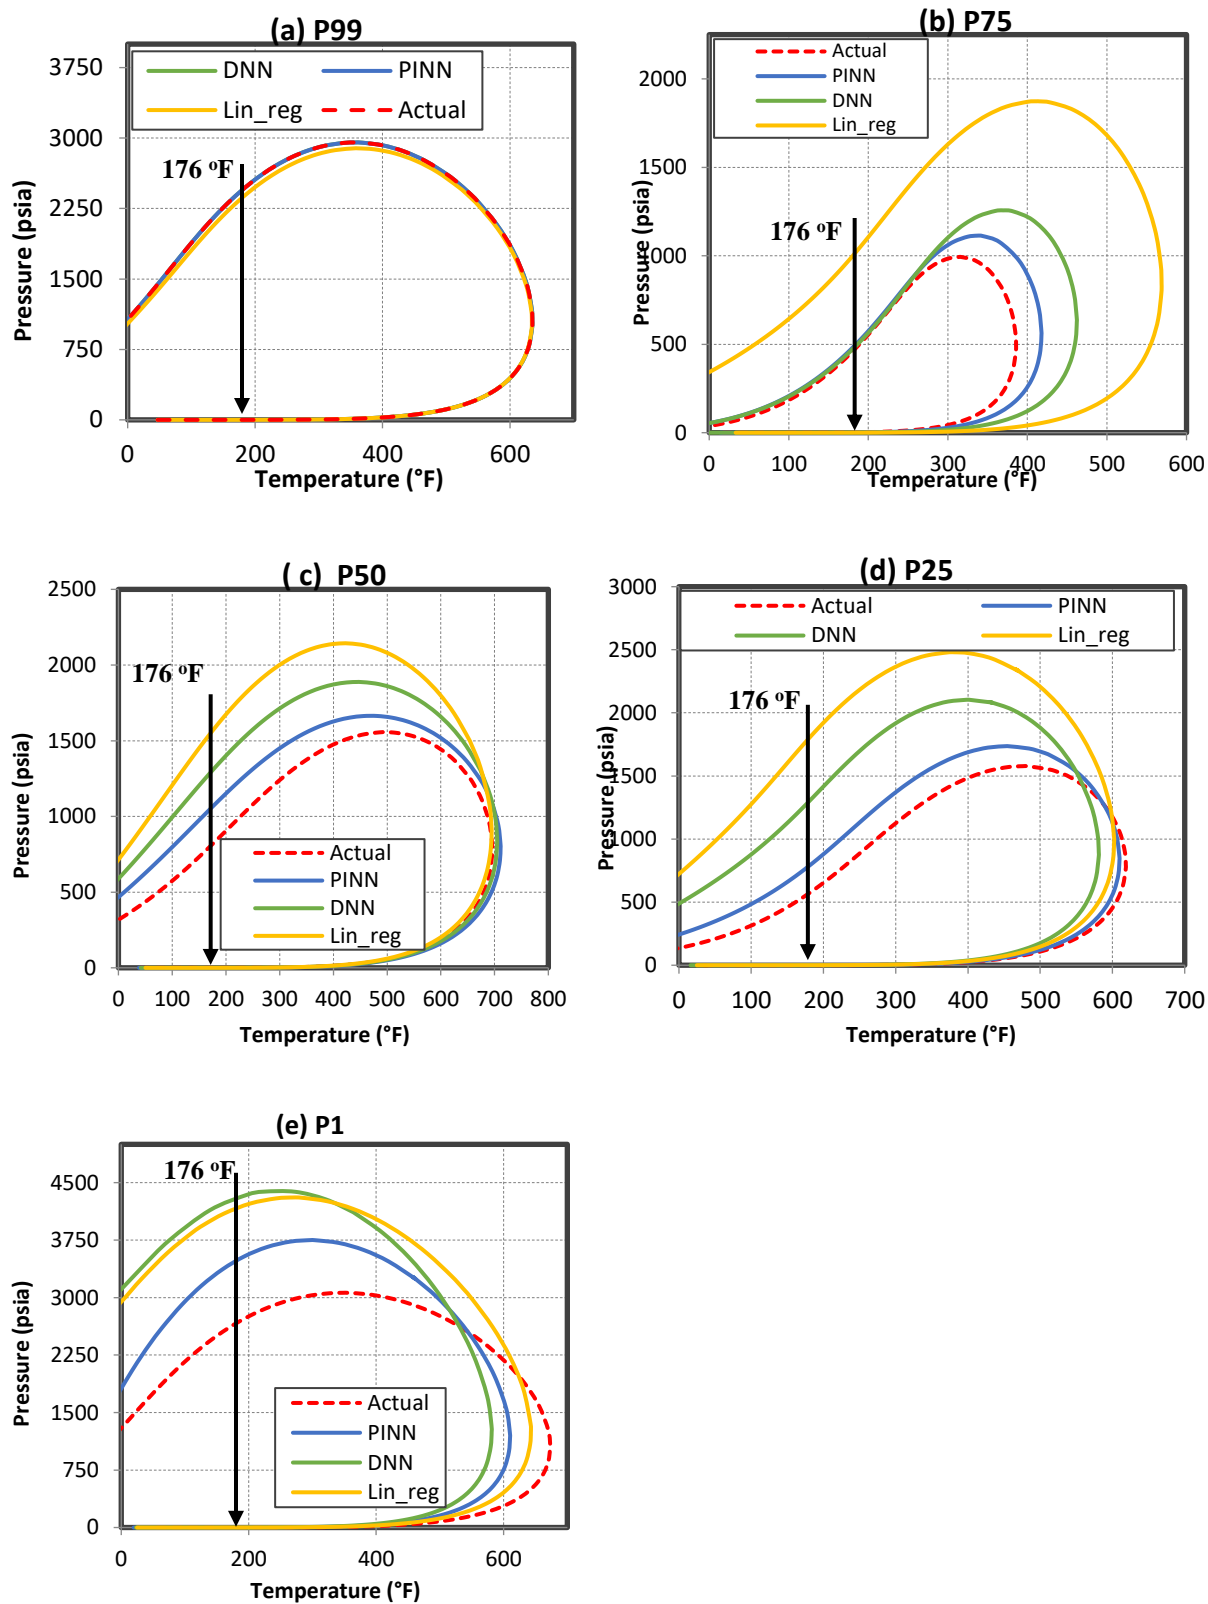 (a) P99
DNN PINN
Lin_reg Actual
176 °F
3750
3000
2250
1500
750
0
0 200 400 600
Pressure (psia)
Temperature (°F)
(b) P75
Actual
PINN
DNN
Lin_reg
176 °F
2000
1500
1000
500
0
0 100 200 300 400 500 600
Pressure (psia)
Temperature (°F)
( c) P50
176 °F
Actual
PINN
DNN
Lin_reg
2500
2000
1500
1000
500
0
0 100 200 300 400 500 600 700 800
Pressure (psia)
Temperature (°F)
(d) P25
Actual PINN
DNN Lin_reg
176 °F
3000
2500
2000
1500
1000
500
0
0 100 200 300 400 500 600 700
Pressure (psia)
Temperature (°F)
(e) P1
176 °F
Actual
PINN
DNN
Lin_reg
4500
3750
3000
2250
1500
750
0
0 200 400 600
Pressure (psia)
Temperature (°F)